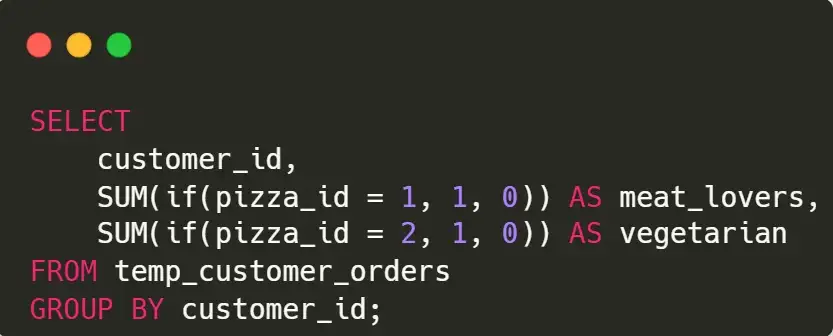 SELECT
    customer_id,
    SUM(if(pizza_id = 1, 1, 0)) AS meat_lovers,
    SUM(if(pizza_id = 2, 1, 0)) AS vegetarian
FROM temp_customer_orders
GROUP BY customer_id;